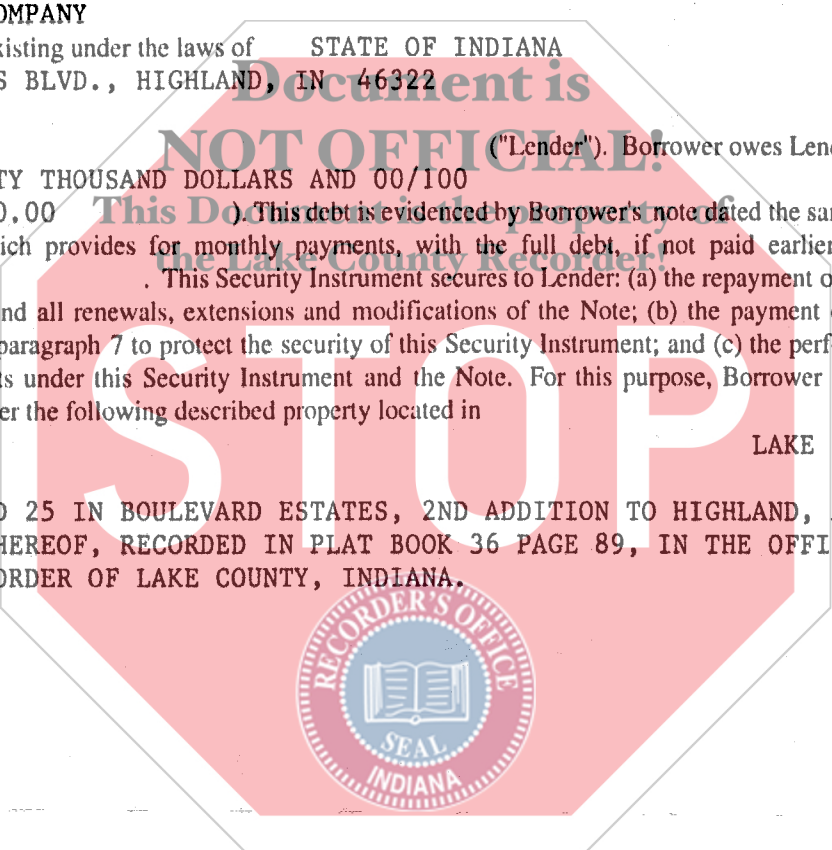 OMPANY
xisting under the laws of STATE OF INDIANA
S BLVD., HIGHLAND, IN 46322
Document is
NOT OFFICIAL!
("Lender"). Borrower owes Lend
TY THOUSAND DOLLARS AND 00/100
0.00 ). This debt is evidenced by Borrower's note dated the sam
This Document is the property of
ich provides for monthly payments, with the full debt, if not paid earlier
the Lake County Recorder!
. This Security Instrument secures to Lender: (a) the repayment o
nd all renewals, extensions and modifications of the Note; (b) the payment
paragraph 7 to protect the security of this Security Instrument; and (c) the perf
ts under this Security Instrument and the Note. For this purpose, Borrower
er the following described property located in
LAKE
STOP
25 IN BOULEVARD ESTATES, 2ND ADDITION TO HIGHLAND,
HEREOF, RECORDED IN PLAT BOOK 36 PAGE 89, IN THE OFFI
ORDER OF LAKE COUNTY, INDIANA.
RECORDER'S OFFICE
SEAL
INDIANA